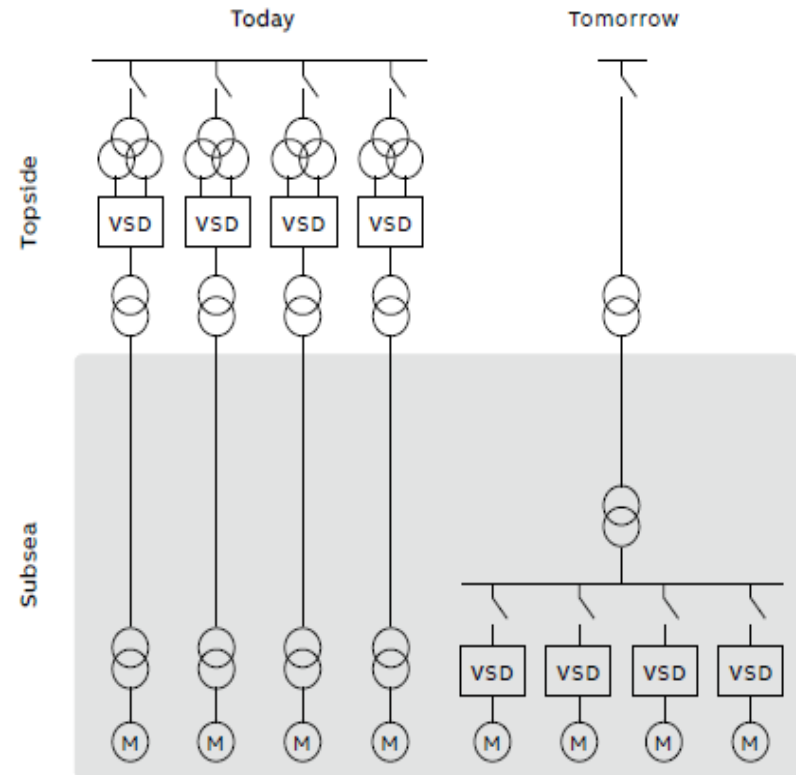 Today Tomorrow
Topside
VSD VSD VSD VSD
Subsea
VSD VSD VSD VSD
M M M M M M M M